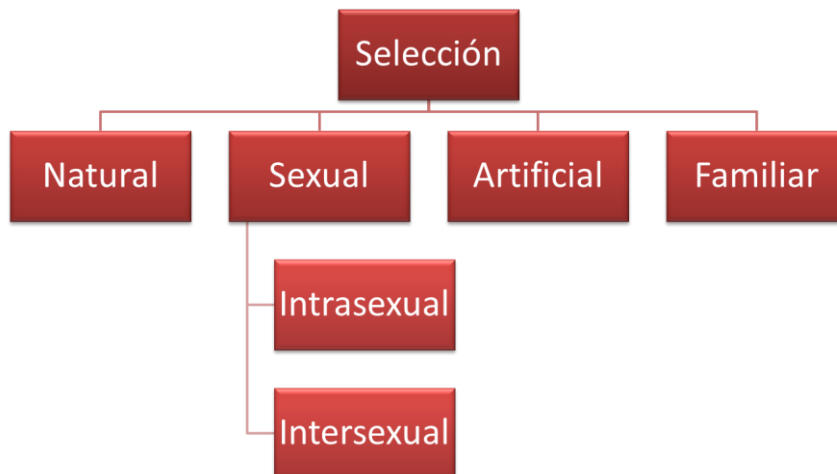 Selección
Natural
Sexual
Artificial
Familiar
Intrasexual
Intersexual